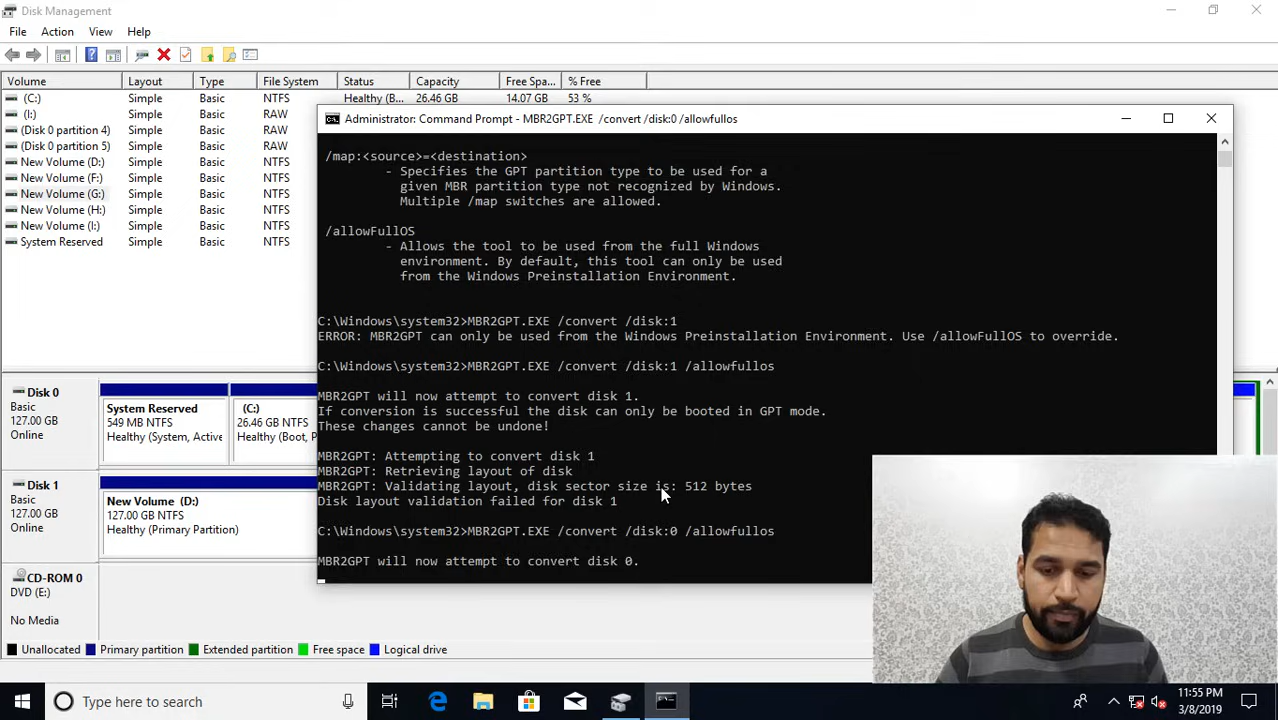 Disk Management
File Action View Help
Volume Layout Type File System Status Capacity Free Spa... % Free
(C:) Simple Basic NTFS Healthy (B... 26.46 GB 14.07 GB 53 %
(I:) Simple Basic RAW
(Disk 0 partition 4) Simple Basic RAW
(Disk 0 partition 5) Simple Basic RAW
New Volume (D:) Simple Basic NTFS
New Volume (F:) Simple Basic NTFS
New Volume (G:) Simple Basic NTFS
New Volume (H:) Simple Basic NTFS
New Volume (I:) Simple Basic NTFS
System Reserved Simple Basic NTFS
Administrator: Command Prompt - MBR2GPT.EXE /convert /disk:0 /allowfullos
/map:<source>=<destination>
- Specifies the GPT partition type to be used for a
given MBR partition type not recognized by Windows.
Multiple /map switches are allowed.
/allowFullOS
- Allows the tool to be used from the full Windows
environment. By default, this tool can only be used
from the Windows Preinstallation Environment.
C:\Windows\system32>MBR2GPT.EXE /convert /disk:1
ERROR: MBR2GPT can only be used from the Windows Preinstallation Environment. Use /allowFullOS to override.
C:\Windows\system32>MBR2GPT.EXE /convert /disk:1 /allowfullos
MBR2GPT will now attempt to convert disk 1.
If conversion is successful the disk can only be booted in GPT mode.
These changes cannot be undone!
MBR2GPT: Attempting to convert disk 1
MBR2GPT: Retrieving layout of disk
MBR2GPT: Validating layout, disk sector size is: 512 bytes
Disk layout validation failed for disk 1
C:\Windows\system32>MBR2GPT.EXE /convert /disk:0 /allowfullos
MBR2GPT will now attempt to convert disk 0.
Disk 0
Basic
127.00 GB
Online
System Reserved
549 MB NTFS
Healthy (System, Active
(C:)
26.46 GB NTFS
Healthy (Boot, P
Disk 1
Basic
127.00 GB
Online
New Volume (D:)
127.00 GB NTFS
Healthy (Primary Partition)
CD-ROM 0
DVD (E:)
No Media
Unallocated Primary partition Extended partition Free space Logical drive
Type here to search
11:55 PM
3/8/2019